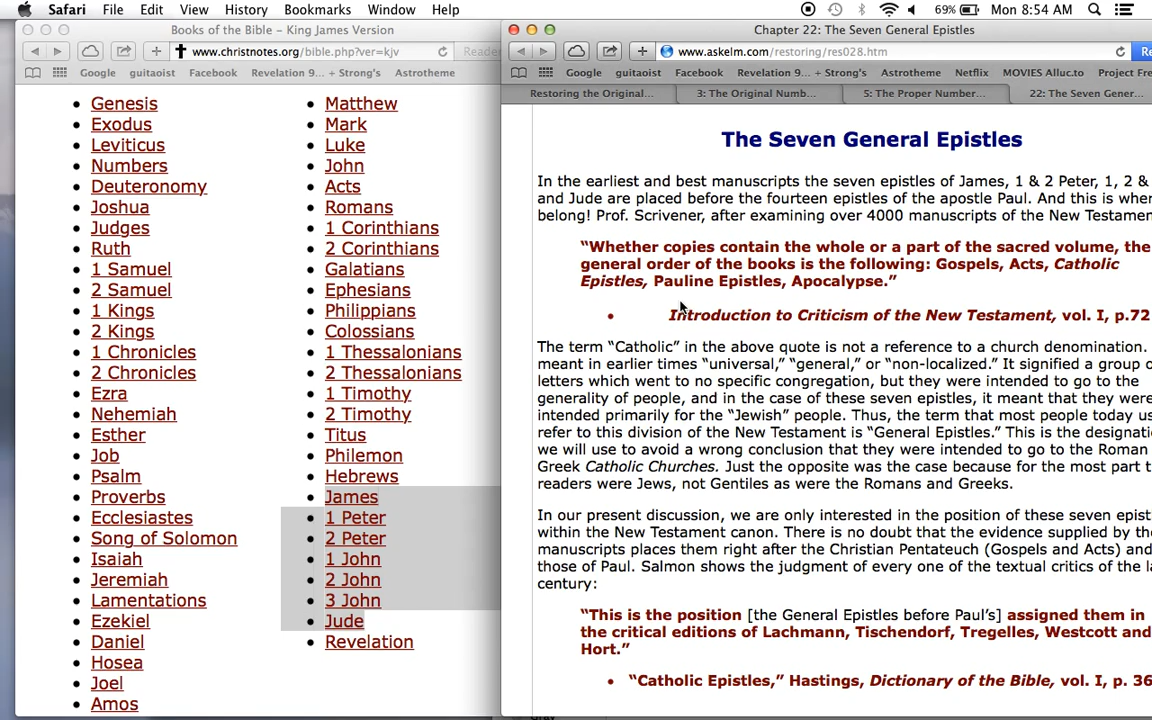 Safari File Edit View History Bookmarks Window Help 69% Mon 8:54 AM
Books of the Bible – King James Version
www.christnotes.org/bible.php?ver=kjv Reader
Google guitaoist Facebook Revelation 9... + Strong's Astrotheme
Genesis
Exodus
Leviticus
Numbers
Deuteronomy
Joshua
Judges
Ruth
1 Samuel
2 Samuel
1 Kings
2 Kings
1 Chronicles
2 Chronicles
Ezra
Nehemiah
Esther
Job
Psalm
Proverbs
Ecclesiastes
Song of Solomon
Isaiah
Jeremiah
Lamentations
Ezekiel
Daniel
Hosea
Joel
Amos
Matthew
Mark
Luke
John
Acts
Romans
1 Corinthians
2 Corinthians
Galatians
Ephesians
Philippians
Colossians
1 Thessalonians
2 Thessalonians
1 Timothy
2 Timothy
Titus
Philemon
Hebrews
James
1 Peter
2 Peter
1 John
2 John
3 John
Jude
Revelation
Chapter 22: The Seven General Epistles
www.askelm.com/restoring/res028.htm Re
Google guitaoist Facebook Revelation 9... + Strong's Astrotheme Netflix MOVIES Alluc.to Project Fre
Restoring the Original... 3: The Original Numb... 5: The Proper Number... 22: The Seven Gener...
The Seven General Epistles
In the earliest and best manuscripts the seven epistles of James, 1 & 2 Peter, 1, 2 &
and Jude are placed before the fourteen epistles of the apostle Paul. And this is wher
belong! Prof. Scrivener, after examining over 4000 manuscripts of the New Testamen
“Whether copies contain the whole or a part of the sacred volume, the
general order of the books is the following: Gospels, Acts, Catholic
Epistles, Pauline Epistles, Apocalypse.”
• Introduction to Criticism of the New Testament, vol. I, p.72
The term “Catholic” in the above quote is not a reference to a church denomination.
meant in earlier times “universal,” “general,” or “non-localized.” It signified a group o
letters which went to no specific congregation, but they were intended to go to the
generality of people, and in the case of these seven epistles, it meant that they were
intended primarily for the “Jewish” people. Thus, the term that most people today us
refer to this division of the New Testament is “General Epistles.” This is the designati
we will use to avoid a wrong conclusion that they were intended to go to the Roman
Greek Catholic Churches. Just the opposite was the case because for the most part t
readers were Jews, not Gentiles as were the Romans and Greeks.
In our present discussion, we are only interested in the position of these seven epist
within the New Testament canon. There is no doubt that the evidence supplied by th
manuscripts places them right after the Christian Pentateuch (Gospels and Acts) and
those of Paul. Salmon shows the judgment of every one of the textual critics of the la
century:
“This is the position [the General Epistles before Paul’s] assigned them in
the critical editions of Lachmann, Tischendorf, Tregelles, Westcott and
Hort.”
• “Catholic Epistles,” Hastings, Dictionary of the Bible, vol. I, p. 36